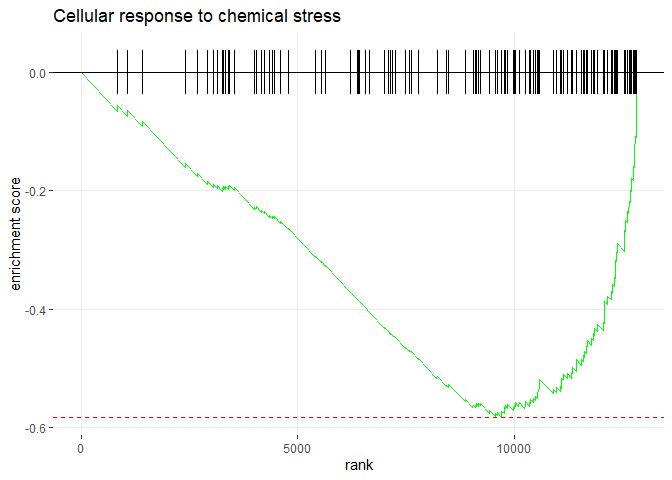 Cellular response to chemical stress
0.0
-0.2
-0.4
-0.6
enrichment score
0
5000
10000
rank